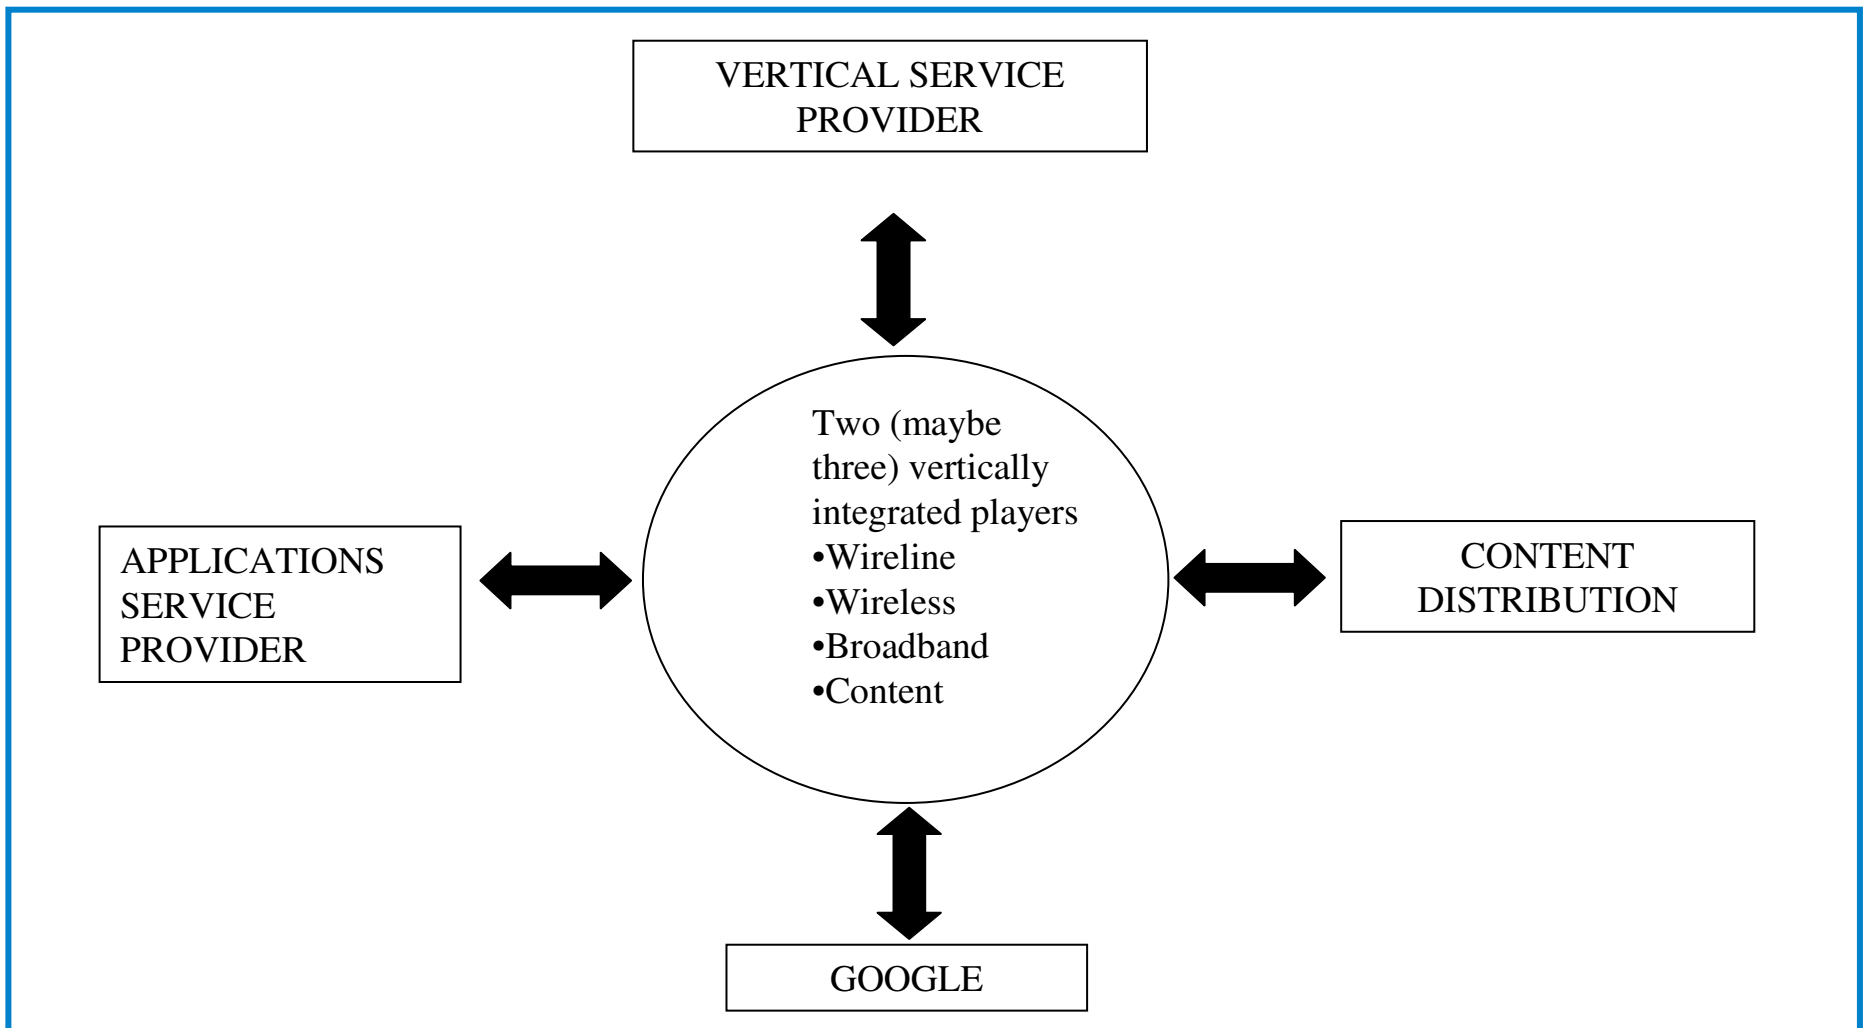 VERTICAL SERVICE
PROVIDER
Two (maybe
three) vertically
integrated players
•Wireline
•Wireless
•Broadband
•Content
APPLICATIONS
SERVICE
PROVIDER
CONTENT
DISTRIBUTION
GOOGLE